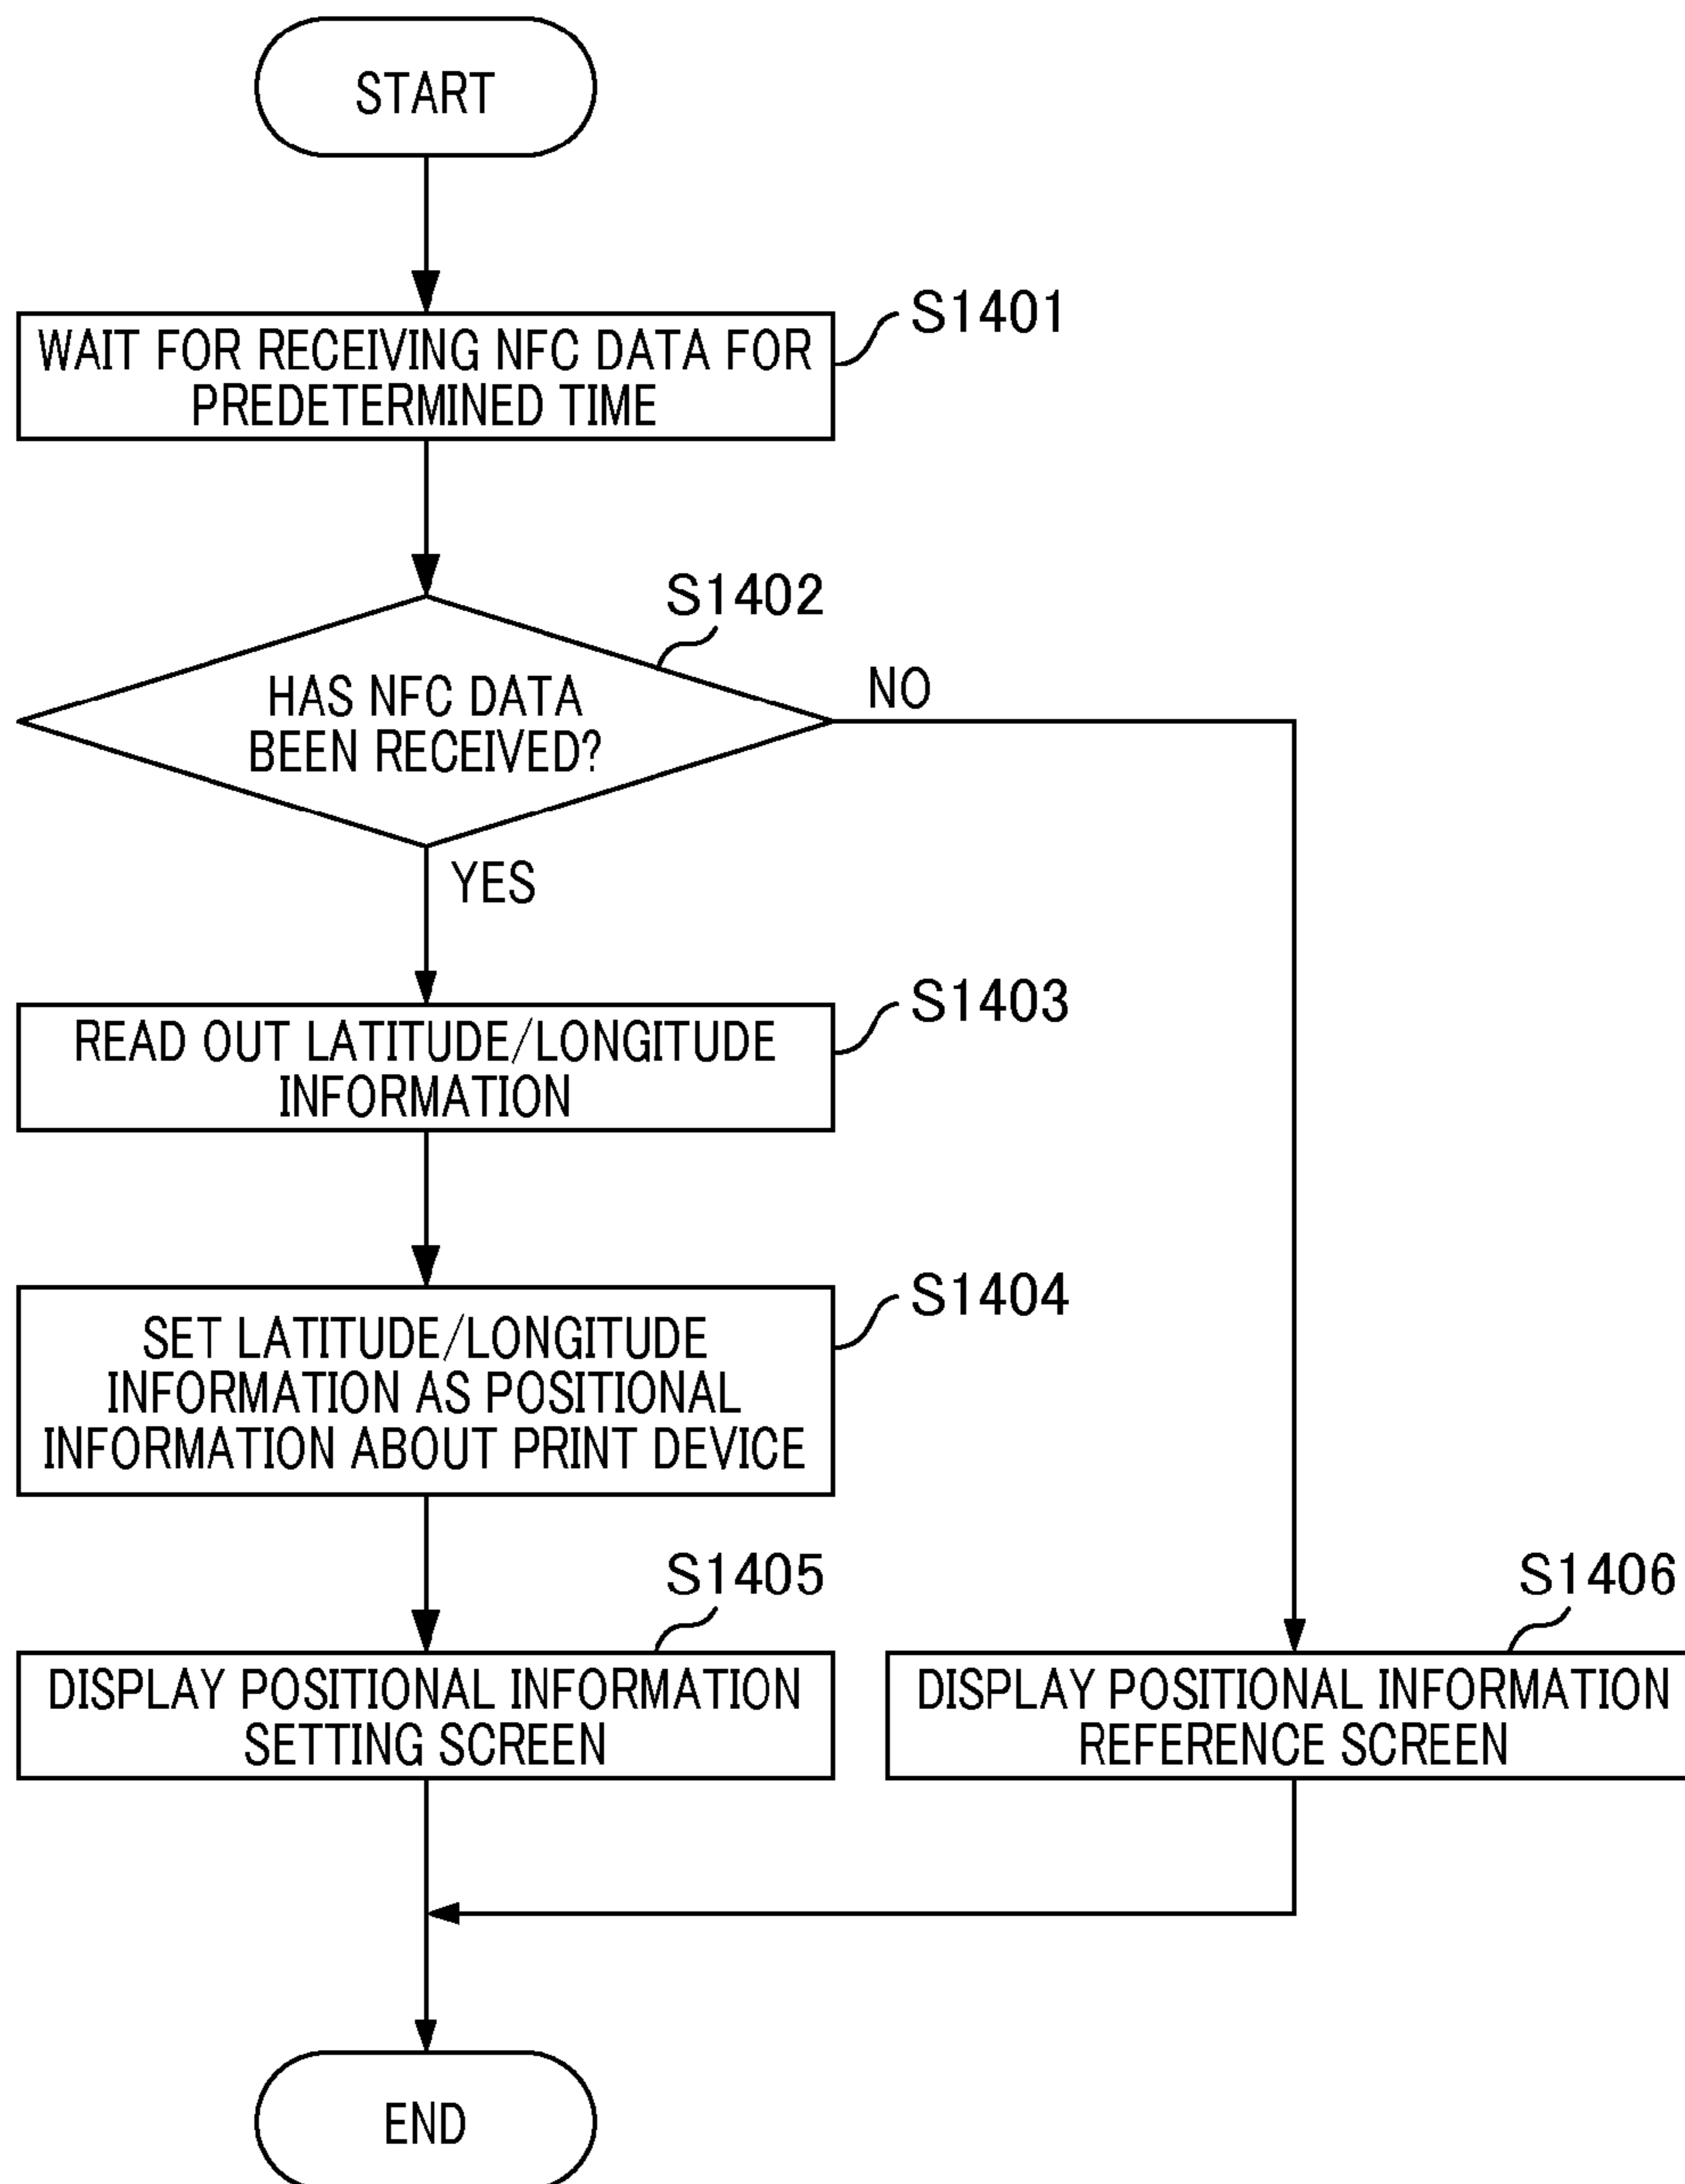 START
S1401
WAIT FOR RECEIVING NFC DATA FOR
PREDETERMINED TIME
S1402
HAS NFC DATA
BEEN RECEIVED?
NO
YES
S1403
READ OUT LATITUDE/LONGITUDE
INFORMATION
S1404
SET LATITUDE/LONGITUDE
INFORMATION AS POSITIONAL
INFORMATION ABOUT PRINT DEVICE
S1405
DISPLAY POSITIONAL INFORMATION
SETTING SCREEN
S1406
DISPLAY POSITIONAL INFORMATION
REFERENCE SCREEN
END